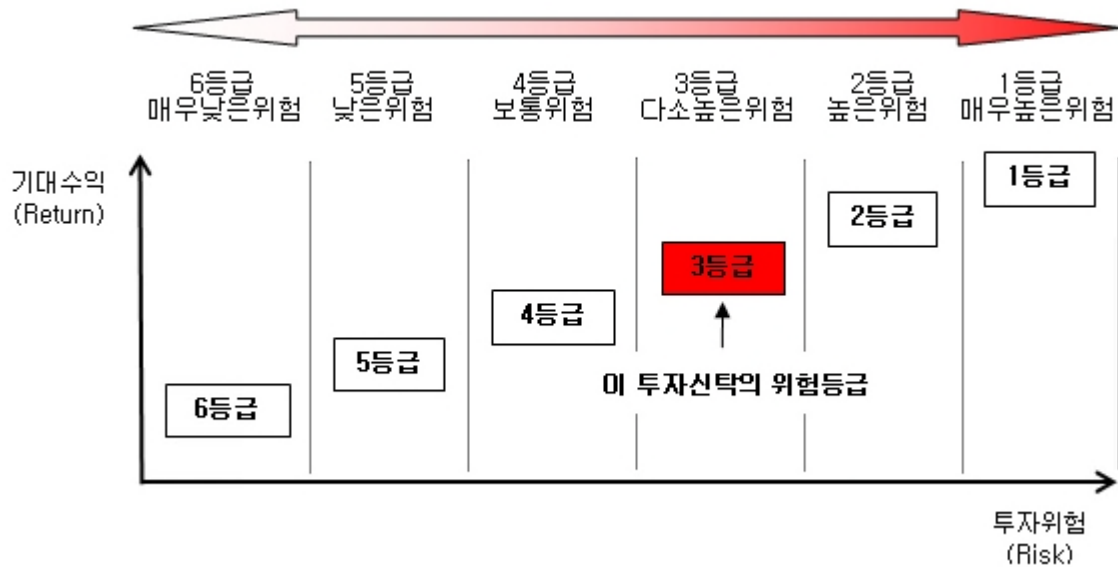 6등급
매우낮은위험
5등급
낮은위험
4등급
보통위험
3등급
다소높은위험
2등급
높은위험
1등급
매우높은위험
기대수익
(Return)
1등급
2등급
3등급
4등급
5등급
이 투자신탁의 위험등급
6등급
투자위험
(Risk)